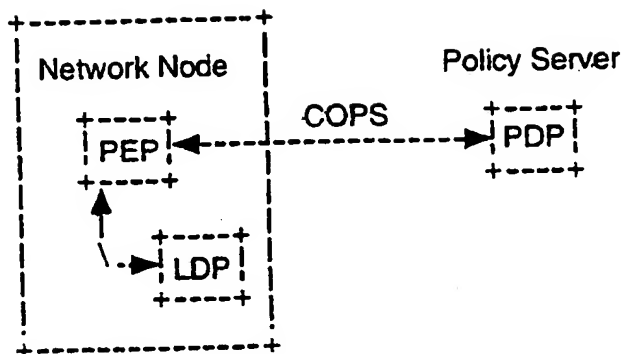 Network Node
Policy Server
COPS
PEP
PDP
LDP